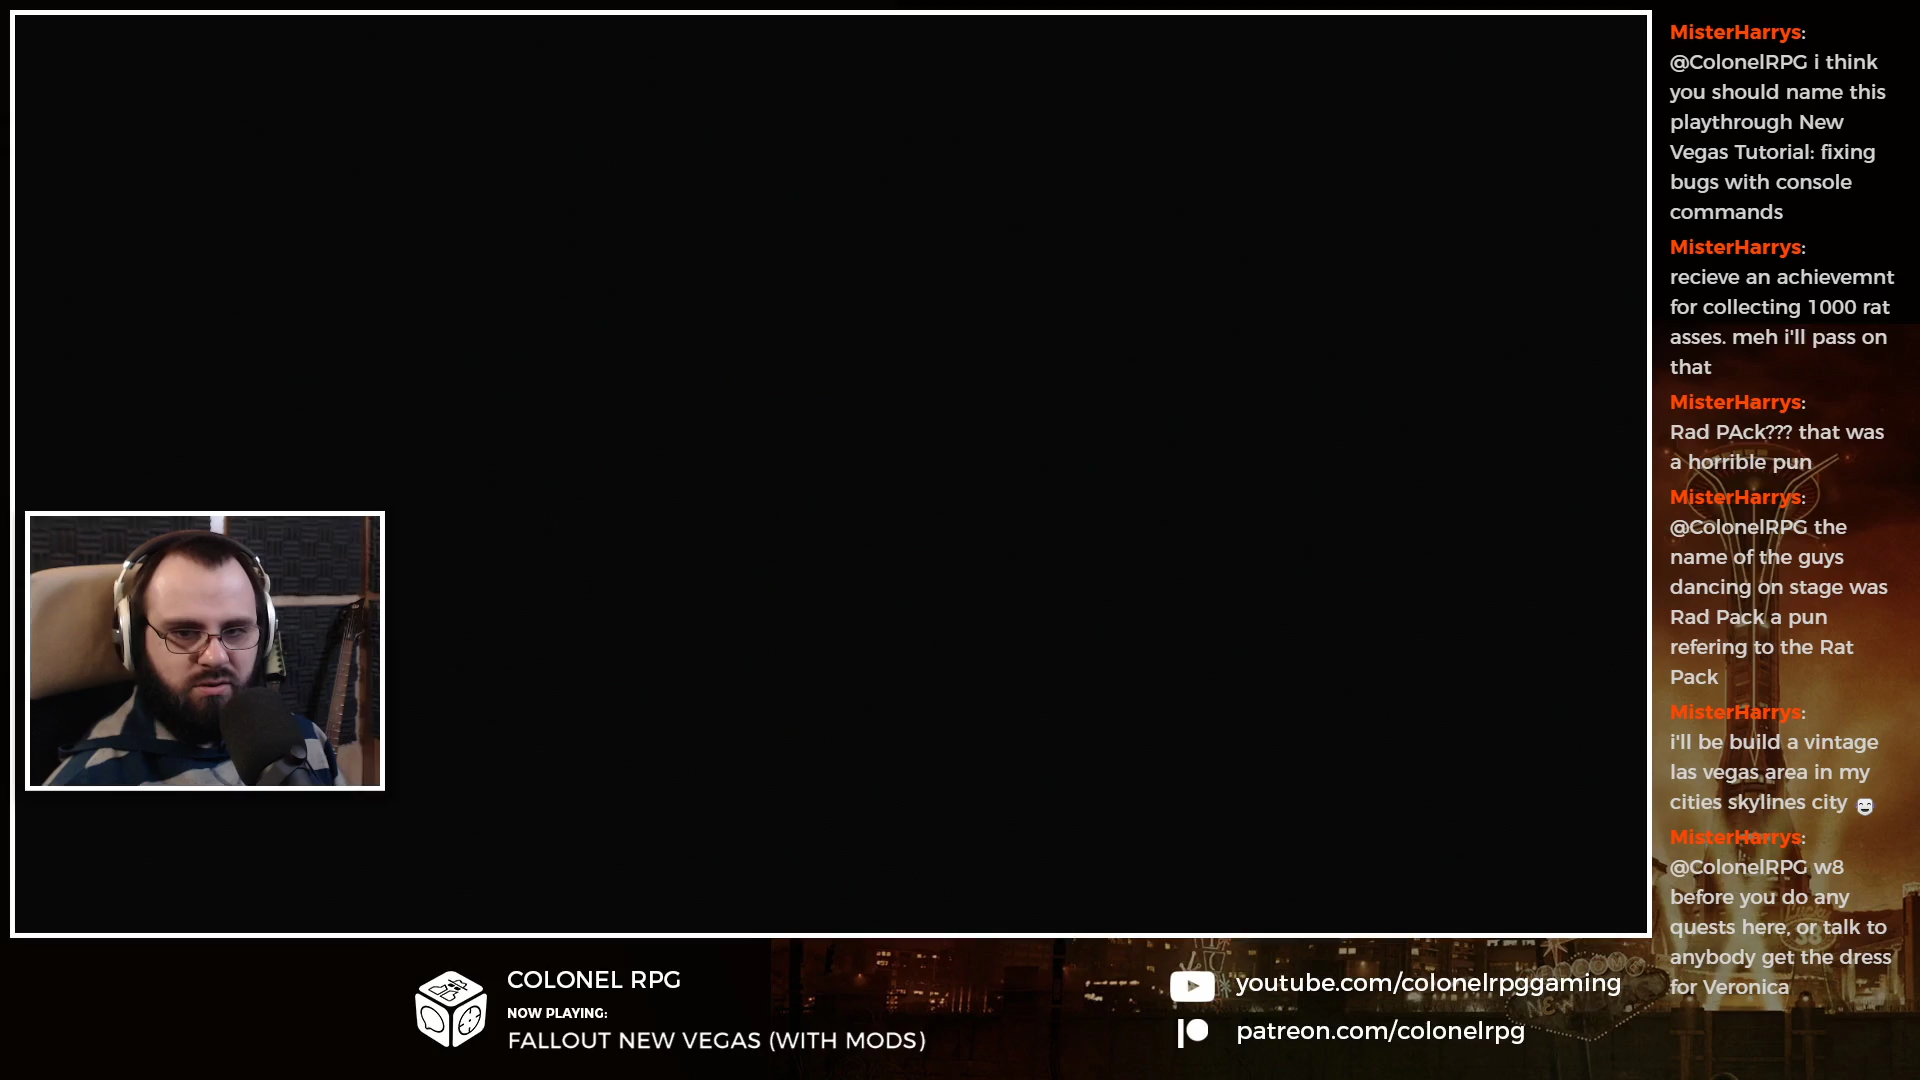 MisterHarrys:
@ColonelRPG i think
you should name this
playthrough New
Vegas Tutorial: fixing
bugs with console
commands
MisterHarrys:
recieve an achievemnt
for collecting 1000 rat
asses. meh i'll pass on
that
MisterHarrys:
Rad PAck??? that was
a horrible pun
MisterHarrys:
@ColonelRPG the
name of the guys
dancing on stage was
Rad Pack a pun
refering to the Rat
Pack
MisterHarrys:
i'll be build a vintage
las vegas area in my
cities skylines city
MisterHarrys:
@ColonelRPG w8
before you do any
quests here, or talk to
anybody get the dress
for Veronica
COLONEL RPG
NOW PLAYING:
FALLOUT NEW VEGAS (WITH MODS)
youtube.com/colonelrpggaming
patreon.com/colonelrpg
NEW
38